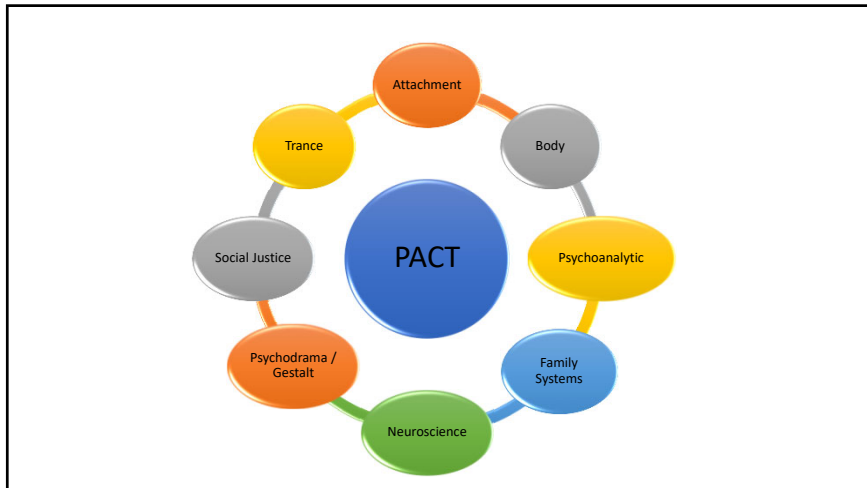 Attachment
Body
Psychoanalytic
Family
Systems
Neuroscience
Psychodrama /
Gestalt
Social Justice
Trance
PACT